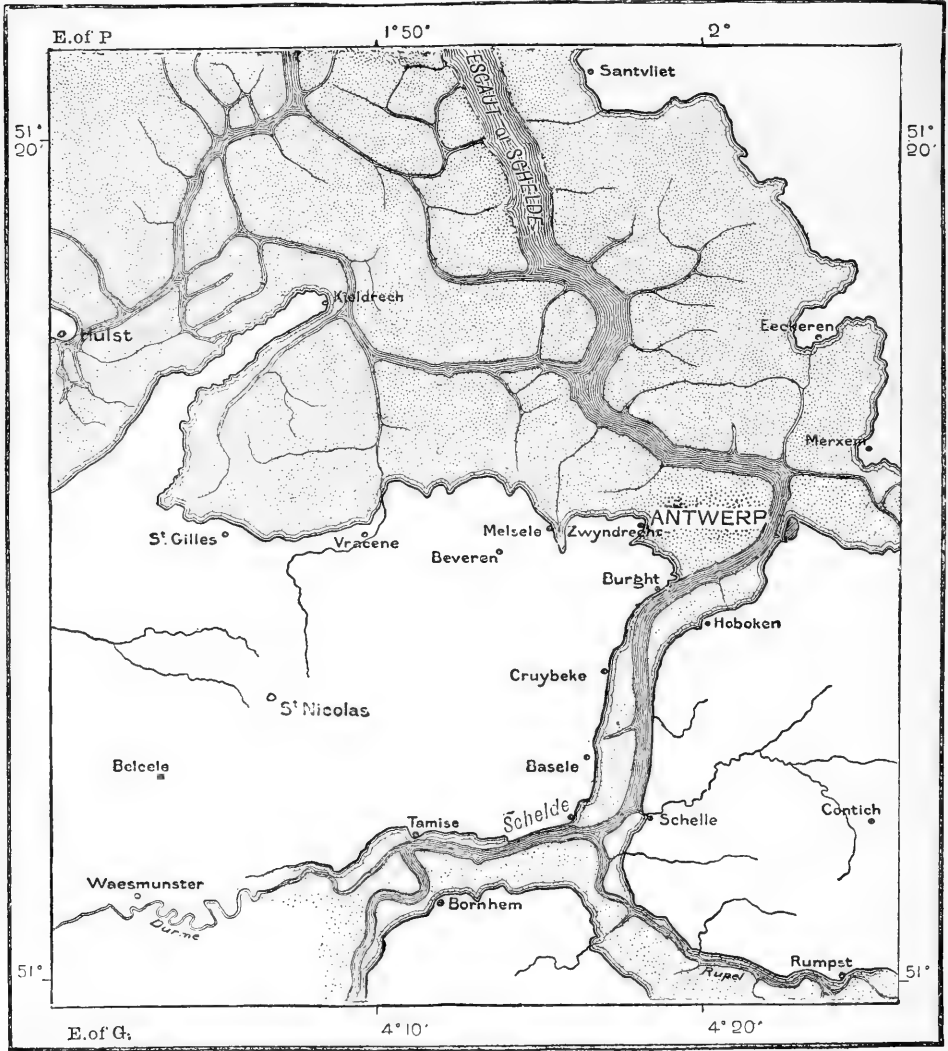 E. of P
1° 50'
2°
ESCAUT ou SCHELDE
Santvliet
51°
20'
51°
20'
Kieldrech
Hulst
Eeckeren
Merxem
St. Gilles
Vracene
Melsele
Zwyndrecht
ANTWERP
Beveren
Burght
Hoboken
Cruybeke
St Nicolas
Belcele
Basele
Schelde
Tamise
Schelle
Contich
Waesmunster
Durme
Bornhem
Rupel
Rumpst
51°
51°
E. of G.
4° 10'
4° 20'